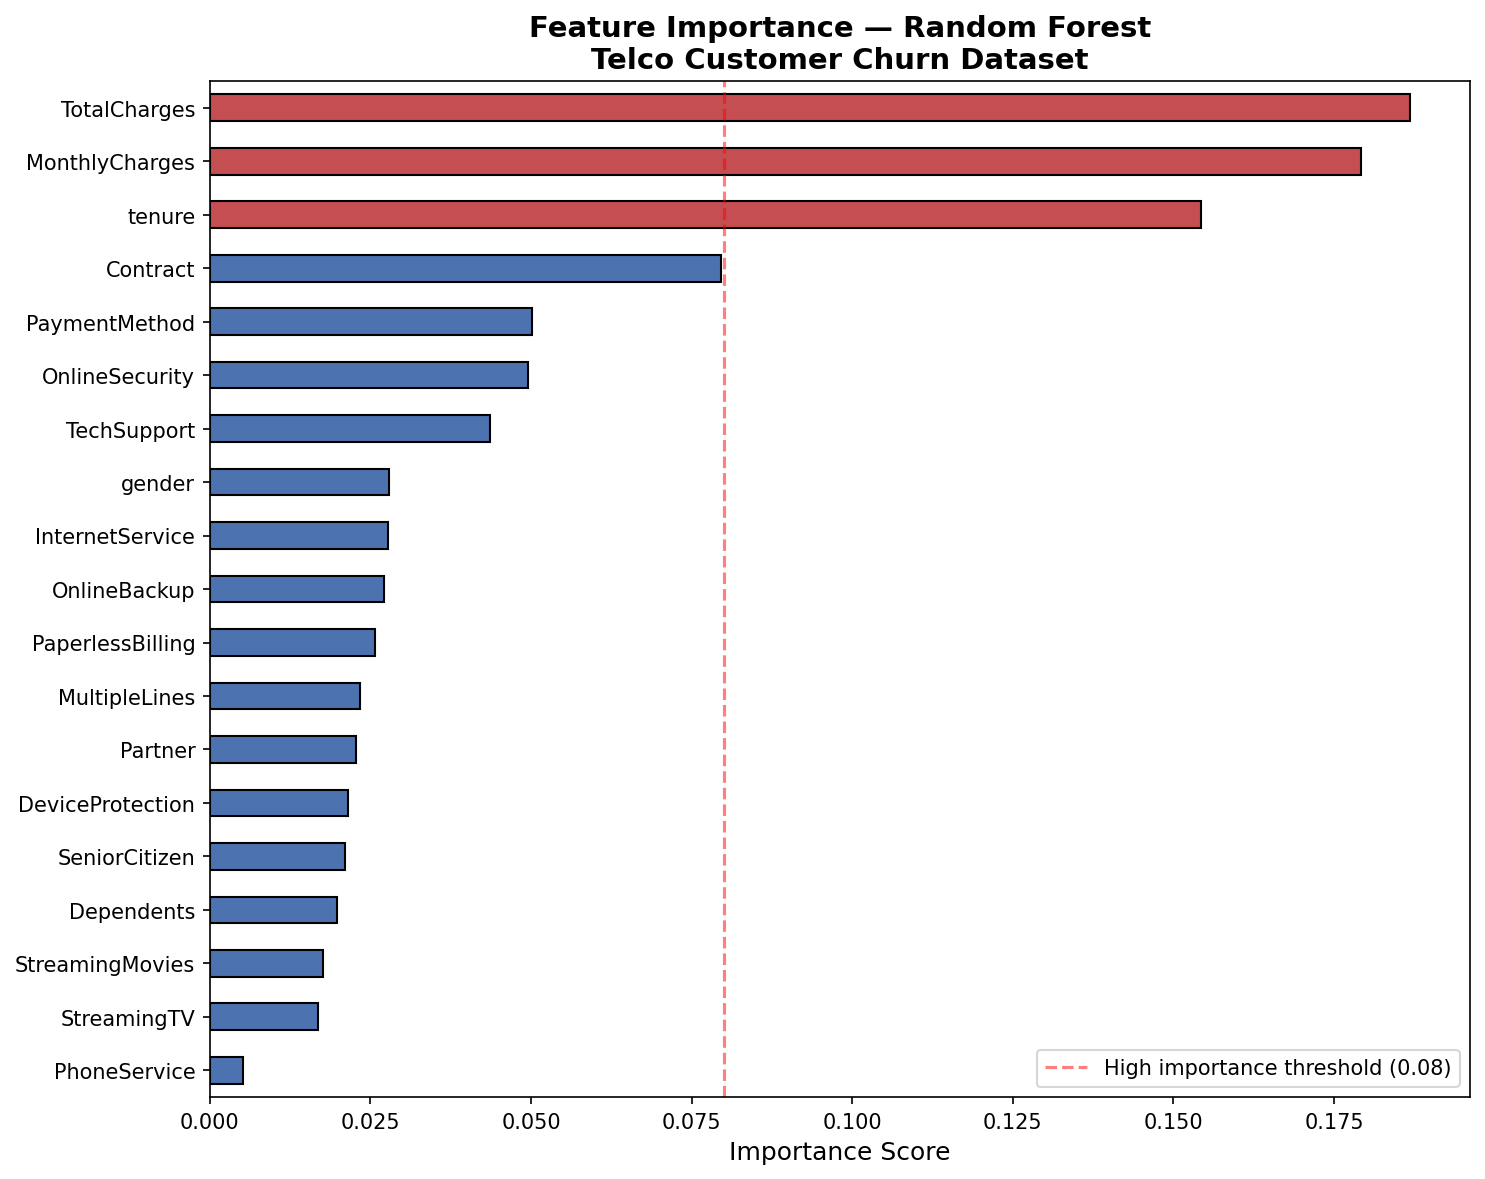 Feature Importance — Random Forest
Telco Customer Churn Dataset
TotalCharges
MonthlyCharges
tenure
Contract
PaymentMethod
OnlineSecurity
TechSupport
gender
InternetService
OnlineBackup
PaperlessBilling
MultipleLines
Partner
DeviceProtection
SeniorCitizen
Dependents
StreamingMovies
StreamingTV
PhoneService
High importance threshold (0.08)
0.000 0.025 0.050 0.075 0.100 0.125 0.150 0.175
Importance Score